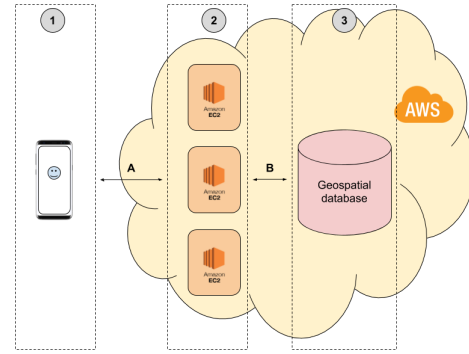 1
2
3
Amazon
EC2
AWS
A
Amazon
EC2
B
Geospatial
database
Amazon
EC2